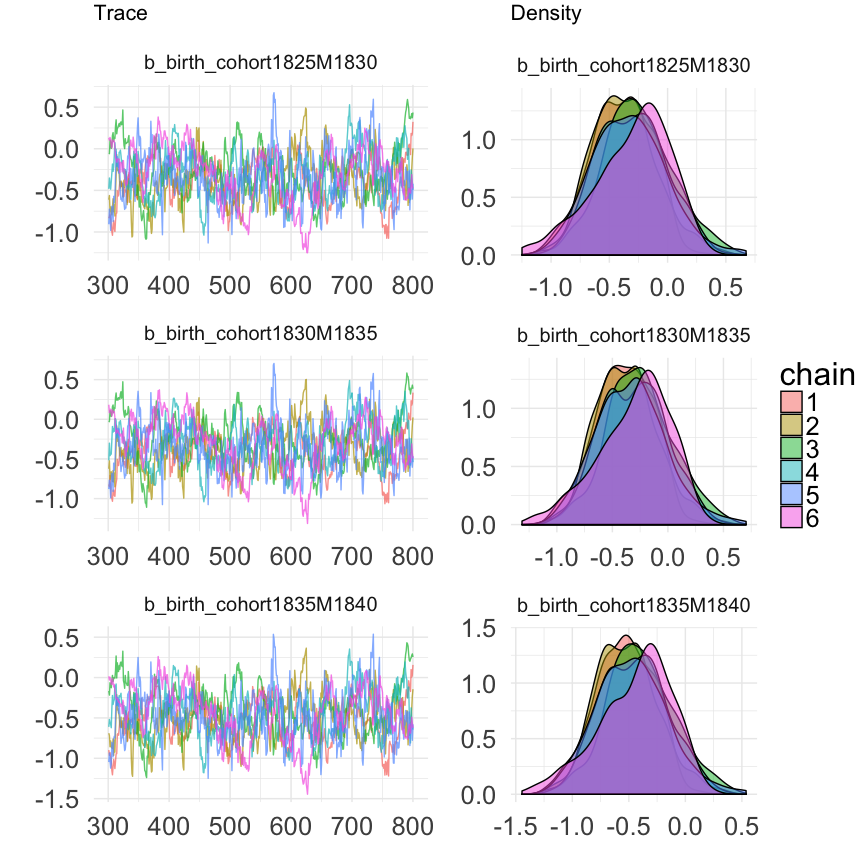 Trace
Density
b_birth_cohort1825M1830
b_birth_cohort1825M1830
0.5
0.0
-0.5
-1.0
300 400 500 600 700 800
1.0
0.5
0.0
-1.0 -0.5 0.0 0.5
b_birth_cohort1830M1835
b_birth_cohort1830M1835
0.5
0.0
-0.5
-1.0
300 400 500 600 700 800
1.0
0.5
0.0
-1.0 -0.5 0.0 0.5
chain
1
2
3
4
5
6
b_birth_cohort1835M1840
b_birth_cohort1835M1840
0.5
0.0
-0.5
-1.0
-1.5
300 400 500 600 700 800
1.5
1.0
0.5
0.0
-1.5 -1.0 -0.5 0.0 0.5